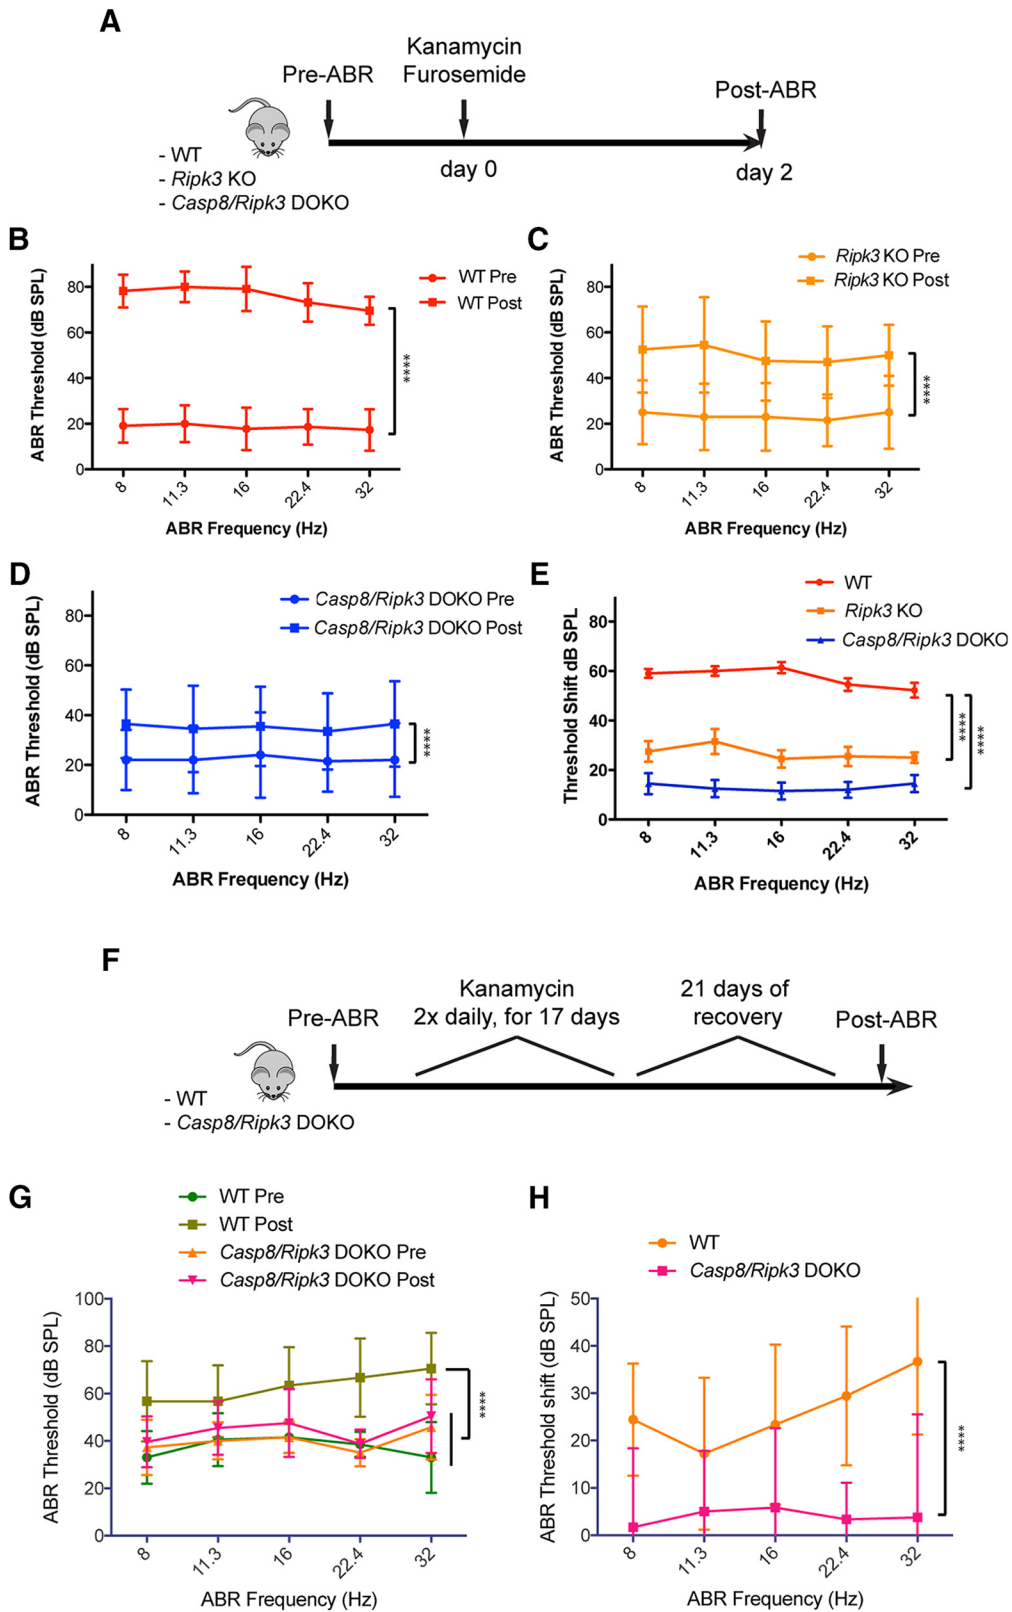 A
Pre-ABR
Kanamycin
Furosemide
Post-ABR
- WT
- Ripk3 KO
- Casp8/Ripk3 DOKO
day 0
day 2
B
ABR Threshold (dB SPL)
80
60
40
20
0
8
11.3
16
22.4
32
ABR Frequency (Hz)
WT Pre
WT Post
****
C
ABR Threshold (dB SPL)
80
60
40
20
0
8
11.3
16
22.4
32
ABR Frequency (Hz)
Ripk3 KO Pre
Ripk3 KO Post
****
D
ABR Threshold (dB SPL)
80
60
40
20
0
8
11.3
16
22.4
32
ABR Frequency (Hz)
Casp8/Ripk3 DOKO Pre
Casp8/Ripk3 DOKO Post
****
E
Threshold Shift dB SPL
80
60
40
20
0
8
11.3
16
22.4
32
ABR Frequency (Hz)
WT
Ripk3 KO
Casp8/Ripk3 DOKO
****
****
F
Pre-ABR
Kanamycin
2x daily, for 17 days
21 days of
recovery
Post-ABR
- WT
- Casp8/Ripk3 DOKO
G
WT Pre
WT Post
Casp8/Ripk3 DOKO Pre
Casp8/Ripk3 DOKO Post
ABR Threshold (dB SPL)
100
80
60
40
20
0
8
11.3
16
22.4
32
ABR Frequency (Hz)
****
H
WT
Casp8/Ripk3 DOKO
ABR Threshold shift (dB SPL)
50
40
30
20
10
0
8
11.3
16
22.4
32
ABR Frequency (Hz)
****